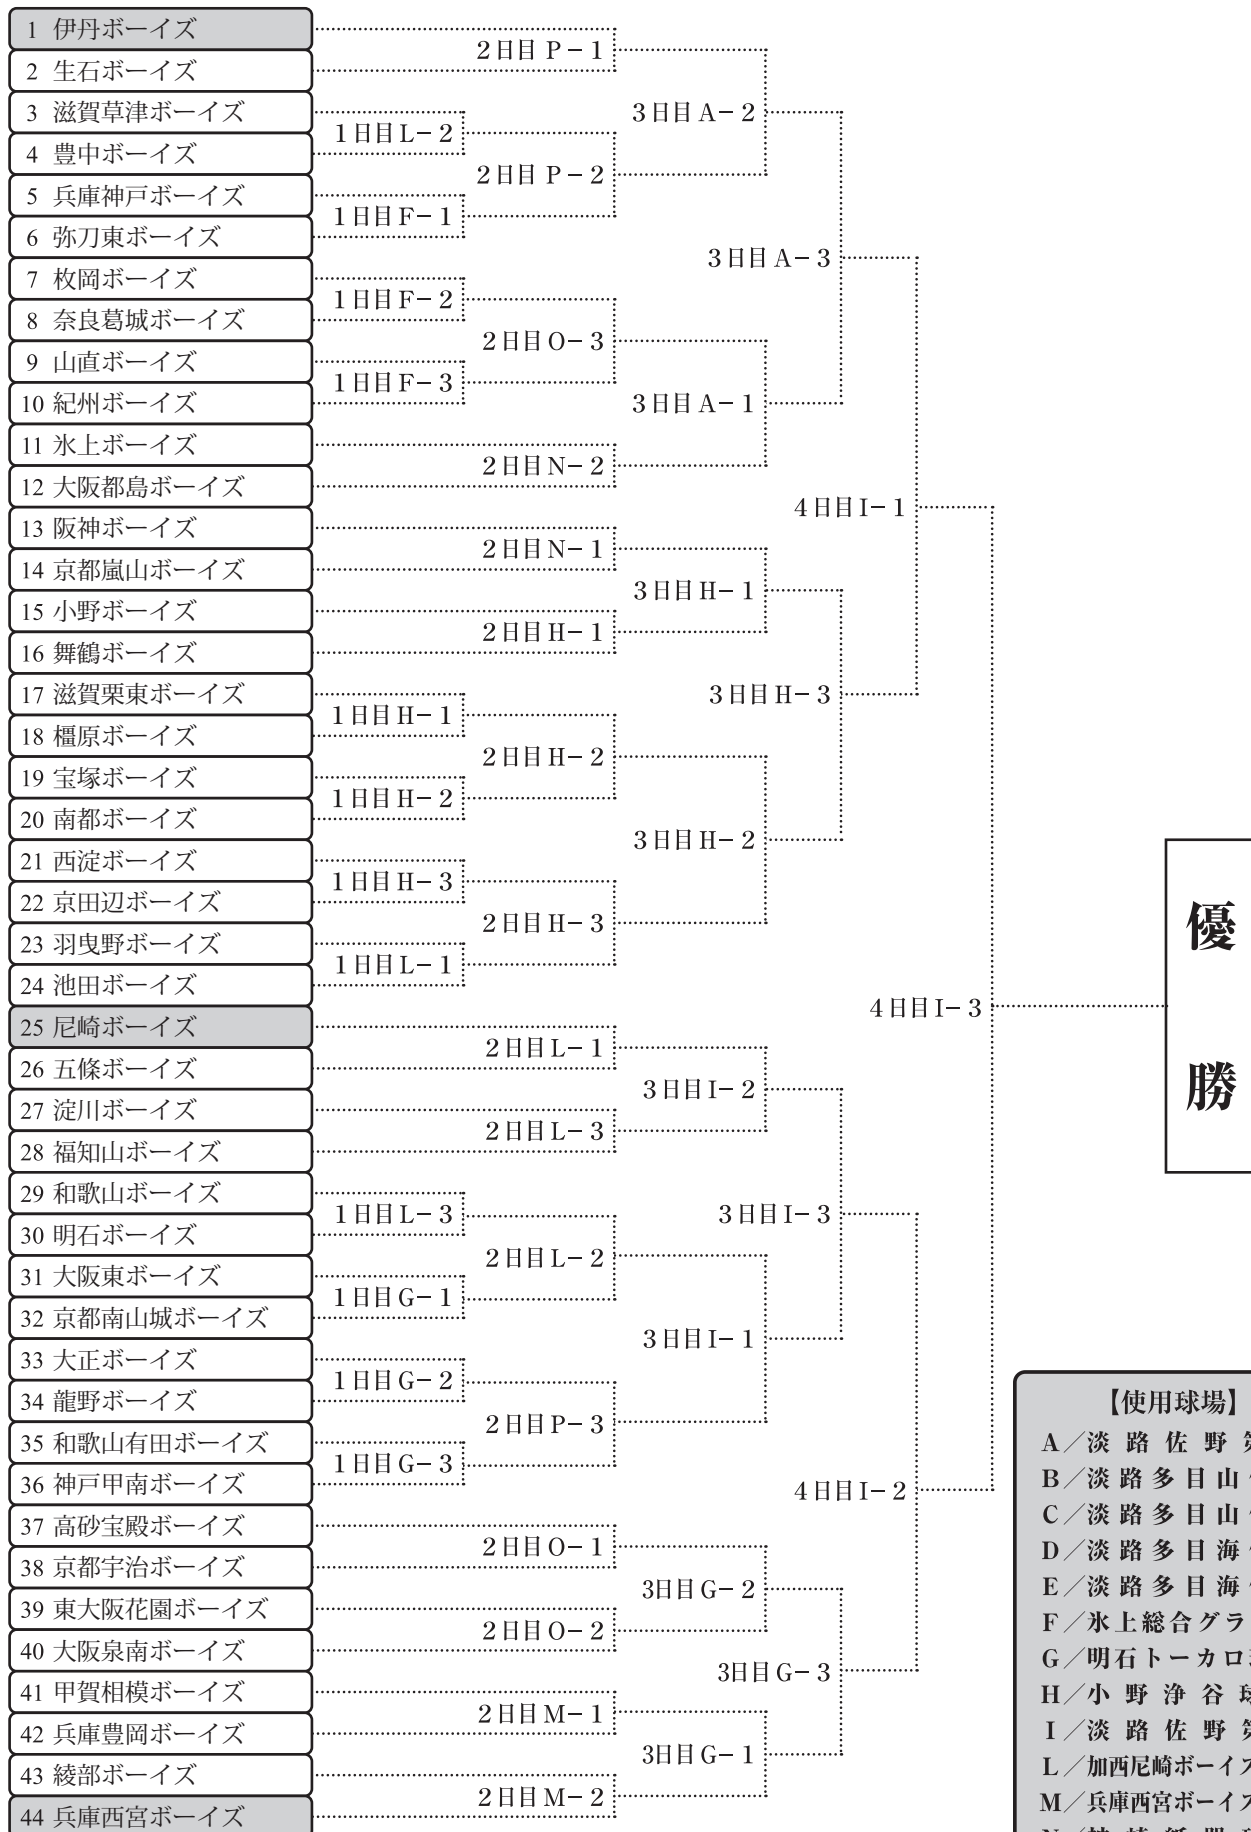 1 伊丹ボーイズ
2 生石ボーイズ
3 滋賀草津ボーイズ
4 豊中ボーイズ
5 兵庫神戸ボーイズ
6 弥刀東ボーイズ
7 枚岡ボーイズ
8 奈良葛城ボーイズ
9 山直ボーイズ
10 紀州ボーイズ
11 氷上ボーイズ
12 大阪都島ボーイズ
13 阪神ボーイズ
14 京都嵐山ボーイズ
15 小野ボーイズ
16 舞鶴ボーイズ
17 滋賀栗東ボーイズ
18 橿原ボーイズ
19 宝塚ボーイズ
20 南都ボーイズ
21 西淀ボーイズ
22 京田辺ボーイズ
23 羽曳野ボーイズ
24 池田ボーイズ
25 尼崎ボーイズ
26 五條ボーイズ
27 淀川ボーイズ
28 福知山ボーイズ
29 和歌山ボーイズ
30 明石ボーイズ
31 大阪東ボーイズ
32 京都南山城ボーイズ
33 大正ボーイズ
34 龍野ボーイズ
35 和歌山有田ボーイズ
36 神戸甲南ボーイズ
37 高砂宝殿ボーイズ
38 京都宇治ボーイズ
39 東大阪花園ボーイズ
40 大阪泉南ボーイズ
41 甲賀相模ボーイズ
42 兵庫豊岡ボーイズ
43 綾部ボーイズ
44 兵庫西宮ボーイズ
1日目 L－2
1日目 F－1
1日目 F－2
1日目 F－3
1日目 H－1
1日目 H－2
1日目 H－3
1日目 L－1
1日目 L－3
1日目 G－1
1日目 G－2
1日目 G－3
2日目 P－1
2日目 P－2
2日目 O－3
2日目 N－2
2日目 N－1
2日目 H－1
2日目 H－2
2日目 H－3
2日目 L－1
2日目 L－3
2日目 L－2
2日目 P－3
2日目 O－1
2日目 O－2
2日目 M－1
2日目 M－2
3日目 A－2
3日目 A－1
3日目 H－1
3日目 H－2
3日目 I－2
3日目 I－1
3日目 G－2
3日目 G－1
3日目 A－3
3日目 H－3
3日目 I－3
3日目 G－3
4日目 I－1
4日目 I－2
4日目 I－3
優
勝
【使用球場】
A／淡 路 佐 野
B／淡 路 多 目 山
C／淡 路 多 目 山
D／淡 路 多 目 海
E／淡 路 多 目 海
F／氷上総合グラ
G／明石トーカロ
H／小 野 浄 谷
I／淡 路 佐 野
L／加西尼崎ボーイズ
M／兵庫西宮ボーイズ